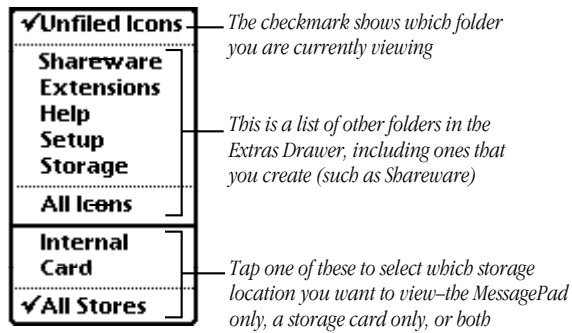 ✓Unfiled Icons
Shareware
Extensions
Help
Setup
Storage
All Icons
Internal
Card
✓All Stores
The checkmark shows which folder
you are currently viewing
This is a list of other folders in the
Extras Drawer, including ones that
you create (such as Shareware)
Tap one of these to select which storage
location you want to view–the MessagePad
only, a storage card only, or both